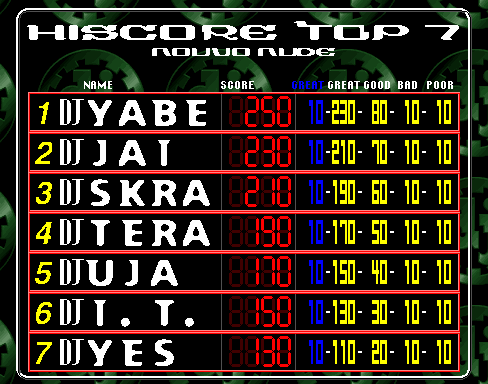 HISCORE TOP 7
NOUVO NUDE
NAME SCORE GREAT GREAT GOOD BAD POOR
1 DJ YABE 250 10-230- 80- 10- 10
2 DJ JAI 230 10-210- 70- 10- 10
3 DJ SKRA 210 10-190- 60- 10- 10
4 DJ TERA 190 10-170- 50- 10- 10
5 DJ UJA 170 10-150- 40- 10- 10
6 DJ I. T. 150 10-130- 30- 10- 10
7 DJ YES 130 10-110- 20- 10- 10